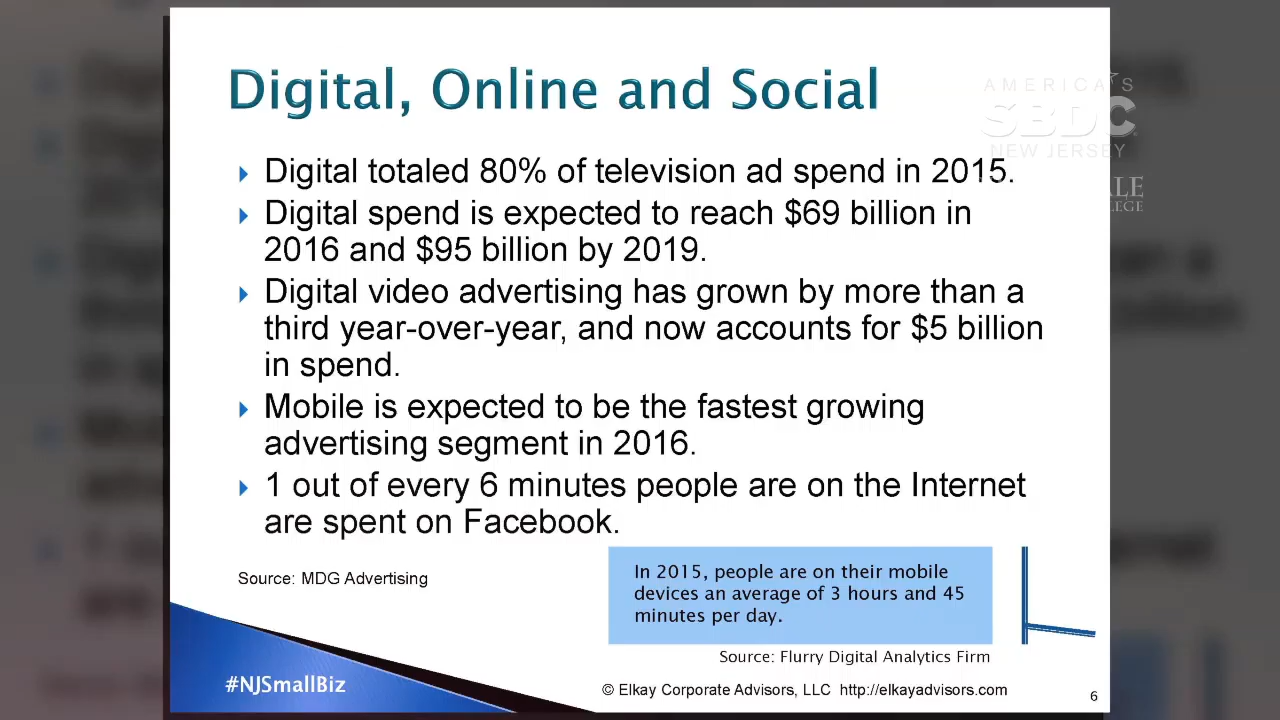 Digital, Online and Social
AMERICA'S
SBDC
NEW JERSEY
Digital totaled 80% of television ad spend in 2015.
Digital spend is expected to reach $69 billion in
2016 and $95 billion by 2019.
Digital video advertising has grown by more than a
third year-over-year, and now accounts for $5 billion
in spend.
Mobile is expected to be the fastest growing
advertising segment in 2016.
1 out of every 6 minutes people are on the Internet
are spent on Facebook.
Source: MDG Advertising
In 2015, people are on their mobile
devices an average of 3 hours and 45
minutes per day.
Source: Flurry Digital Analytics Firm
#NJSmallBiz
© Elkay Corporate Advisors, LLC http://elkayadvisors.com
6